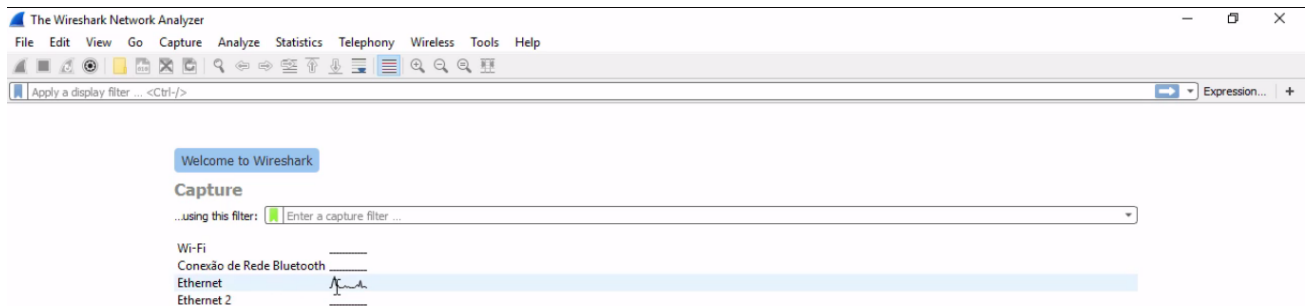 The Wireshark Network Analyzer
File Edit View Go Capture Analyze Statistics Telephony Wireless Tools Help
Apply a display filter ... <Ctrl-/> Expression... +
Welcome to Wireshark
Capture
...using this filter: Enter a capture filter ...
Wi-Fi
Conexão de Rede Bluetooth
Ethernet
Ethernet 2